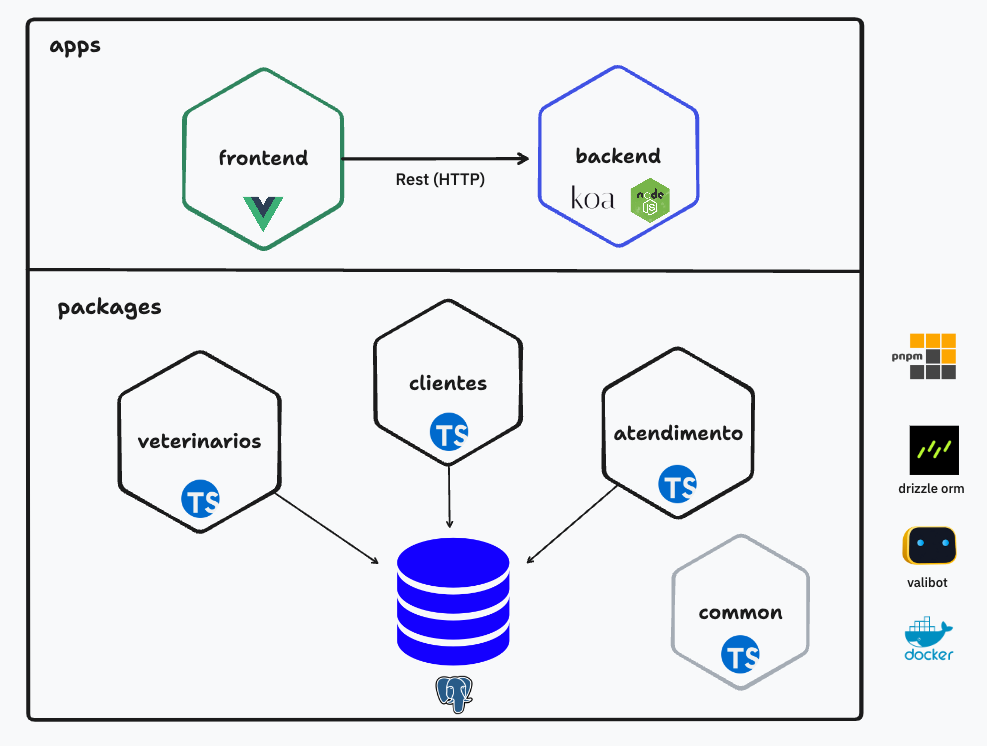 apps
frontend
Rest (HTTP)
backend
koa
node
JS
packages
veterinarios
TS
clientes
TS
atendimento
TS
common
TS
pnpm
drizzle orm
valibot
docker